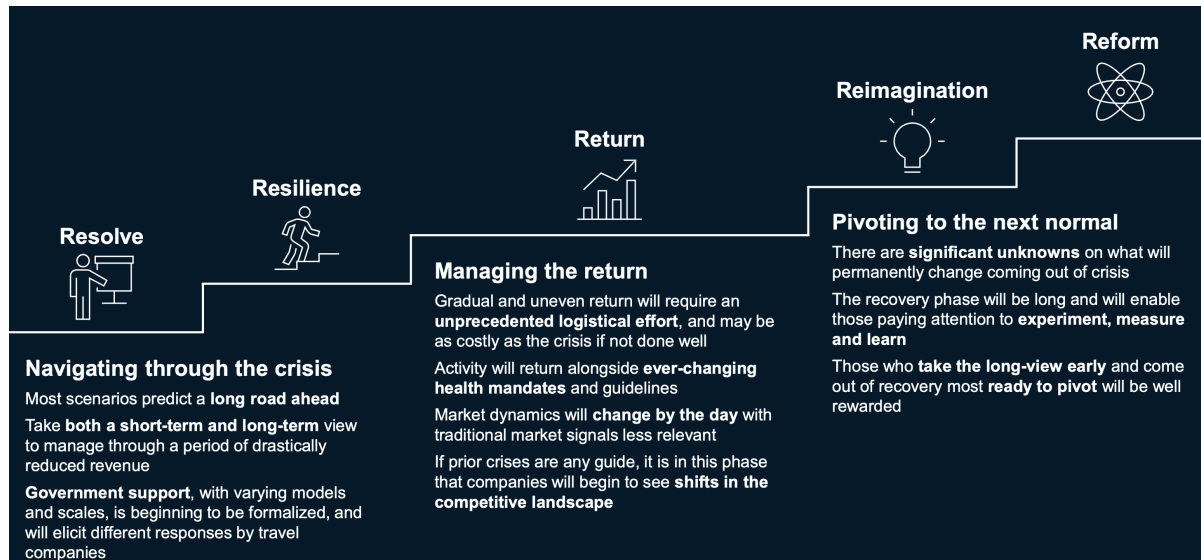 Resolve
Resilience
Return
Reimagination
Reform
Navigating through the crisis
Most scenarios predict a long road ahead
Take both a short-term and long-term view
to manage through a period of drastically
reduced revenue
Government support, with varying models
and scales, is beginning to be formalized, and
will elicit different responses by travel
companies
Managing the return
Gradual and uneven return will require an
unprecedented logistical effort, and may be
as costly as the crisis if not done well
Activity will return alongside ever-changing
health mandates and guidelines
Market dynamics will change by the day with
traditional market signals less relevant
If prior crises are any guide, it is in this phase
that companies will begin to see shifts in the
competitive landscape
Pivoting to the next normal
There are significant unknowns on what will
permanently change coming out of crisis
The recovery phase will be long and will enable
those paying attention to experiment, measure
and learn
Those who take the long-view early and come
out of recovery most ready to pivot will be well
rewarded